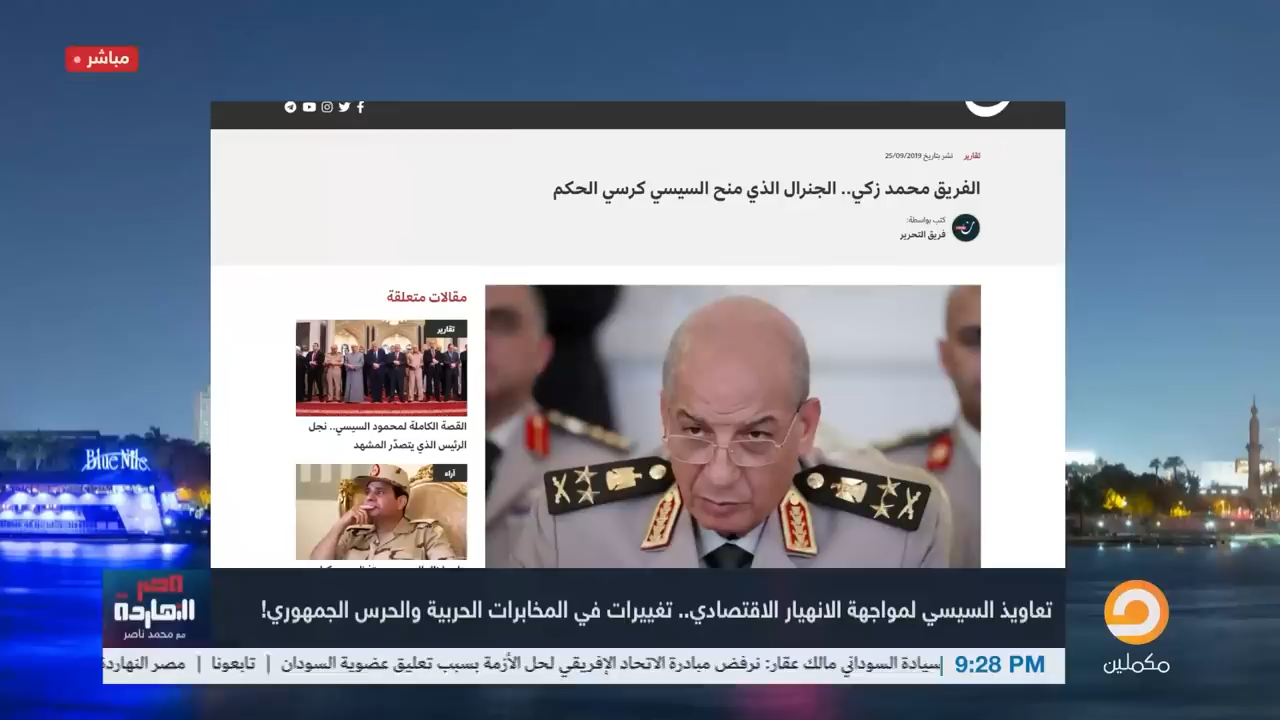 مباشر
تقارير نشر بتاريخ 25/09/2019
الفريق محمد زكي.. الجنرال الذي منح السيسي كرسي الحكم
كتب بواسطة:
فريق التحرير
مقالات متعلقة
تقارير
القصة الكاملة لمحمود السيسي.. نجل
الرئيس الذي يتصدّر المشهد
آراء
Blue Nile
مصر
النهاردة
مع محمد ناصر
تعاويذ السيسي لمواجهة الانهيار الاقتصادي.. تغييرات في المخابرات الحربية والحرس الجمهوري!
9:28 PM
سيادة السوداني مالك عقار: نرفض مبادرة الاتحاد الإفريقي لحل الأزمة بسبب تعليق عضوية السودان | تابعونا | مصر النهاردة
مكملين